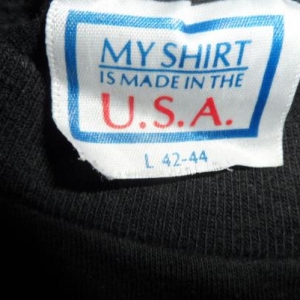 MY SHIRT
IS MADE IN THE
U.S.A.
L 42-44